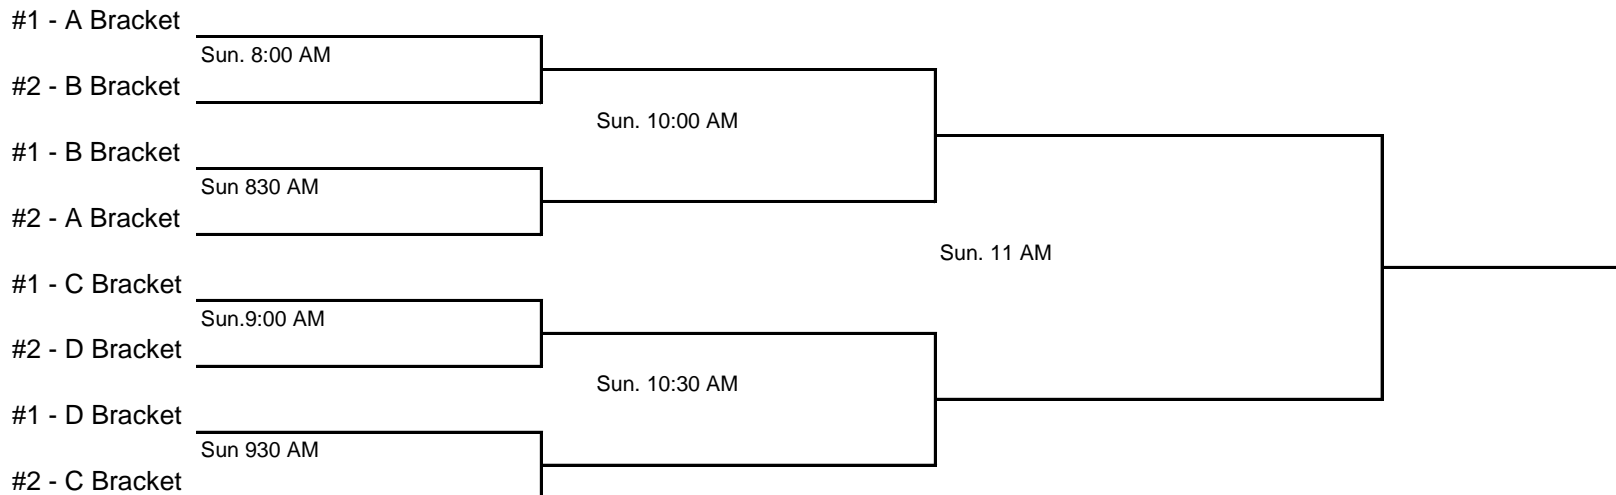 #1 - A Bracket
Sun. 8:00 AM
#2 - B Bracket
Sun. 10:00 AM
#1 - B Bracket
Sun 830 AM
#2 - A Bracket
Sun. 11 AM
#1 - C Bracket
Sun.9:00 AM
#2 - D Bracket
Sun. 10:30 AM
#1 - D Bracket
Sun 930 AM
#2 - C Bracket